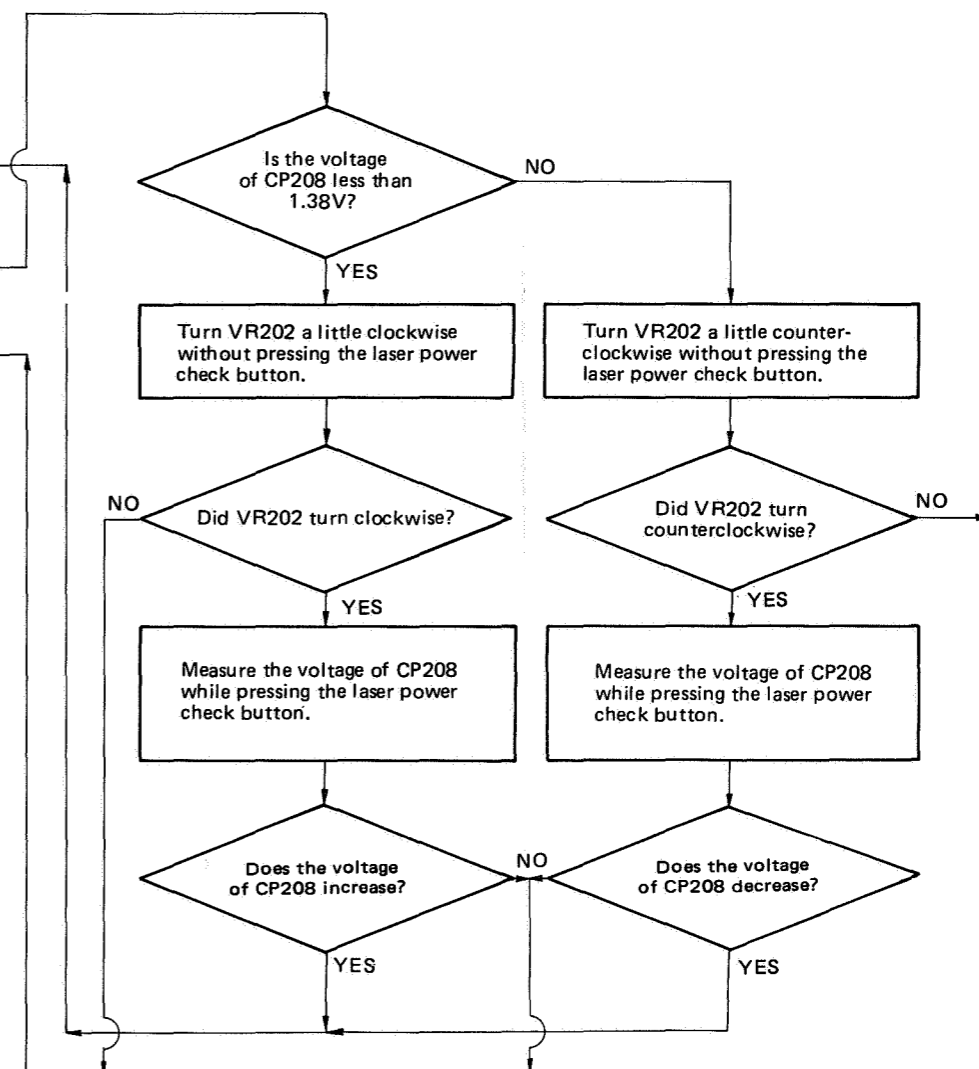 Is the voltage
of CP208 less than
1.38V?
NO
YES
Turn VR202 a little clockwise
without pressing the laser power
check button.
Turn VR202 a little counter-
clockwise without pressing the
laser power check button.
NO
Did VR202 turn clockwise?
Did VR202 turn
counterclockwise?
NO
YES
YES
Measure the voltage of CP208
while pressing the laser power
check button.
Measure the voltage of CP208
while pressing the laser power
check button.
Does the voltage
of CP208 increase?
NO
Does the voltage
of CP208 decrease?
YES
YES